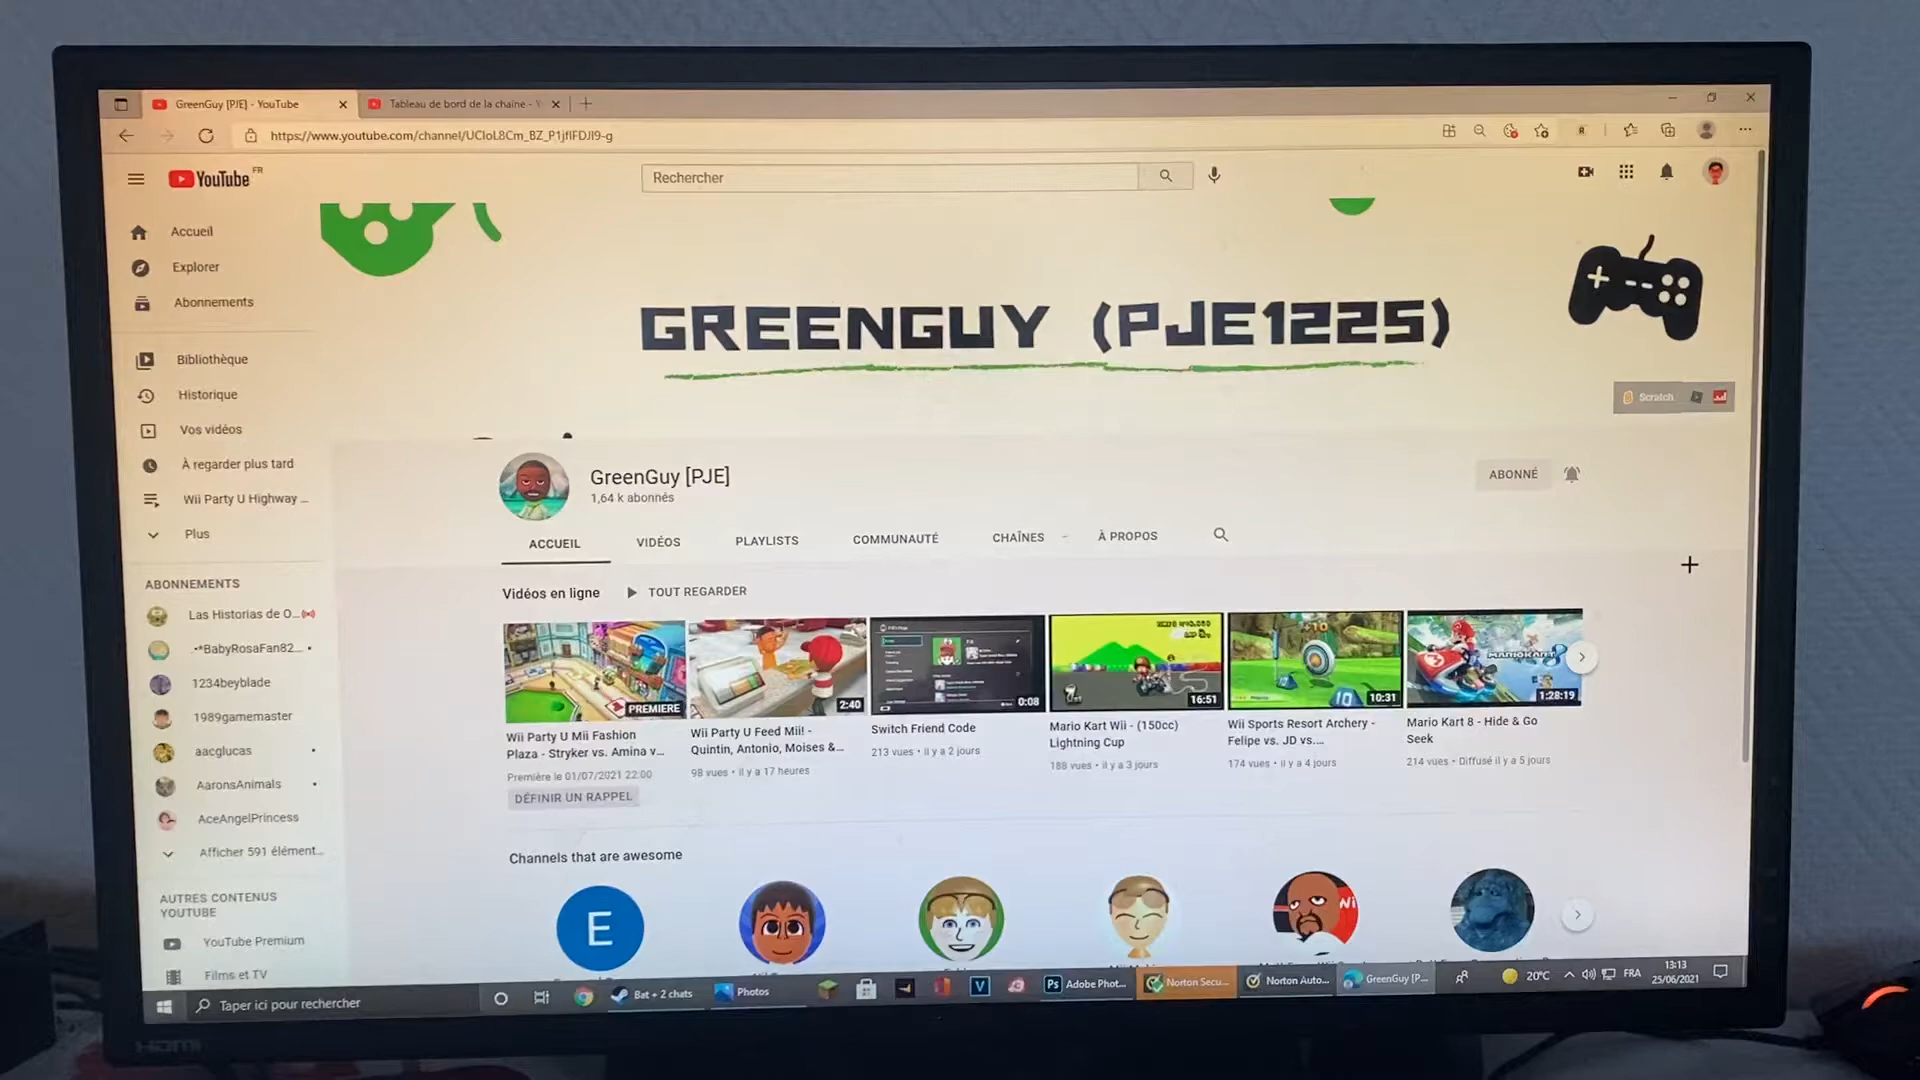 GreenGuy [PJE] - YouTube
Tableau de bord de la chaîne - Y
https://www.youtube.com/channel/UCIoL8Cm_BZ_P1jflFDJI9-g
YouTube FR
Rechercher
Accueil
Explorer
Abonnements
Bibliothèque
Historique
Vos vidéos
À regarder plus tard
Wii Party U Highway ...
Plus
ABONNEMENTS
Las Historias de O...
·*BabyRosaFan82...
1234beyblade
1989gamemaster
aacglucas
AaronsAnimals
AceAngelPrincess
Afficher 591 élément...
AUTRES CONTENUS
YOUTUBE
YouTube Premium
Films et TV
GREENGUY (PJE1225)
Scratch
GreenGuy [PJE]
1,64 k abonnés
ABONNÉ
ACCUEIL
VIDÉOS
PLAYLISTS
COMMUNAUTÉ
CHAÎNES
À PROPOS
Vidéos en ligne
TOUT REGARDER
PREMIERE
Wii Party U Mii Fashion
Plaza - Stryker vs. Amina v...
Première le 01/07/2021 22:00
DÉFINIR UN RAPPEL
2:40
Wii Party U Feed Mii! -
Quintin, Antonio, Moises &...
98 vues • il y a 17 heures
0:08
Switch Friend Code
213 vues • il y a 2 jours
16:51
Mario Kart Wii - (150cc)
Lightning Cup
188 vues • il y a 3 jours
+10
10
10:31
Wii Sports Resort Archery -
Felipe vs. JD vs....
174 vues • il y a 4 jours
MARIOKART 8
1:28:19
Mario Kart 8 - Hide & Go
Seek
214 vues • Diffusé il y a 5 jours
Channels that are awesome
E
Taper ici pour rechercher
Bat + 2 chats
Photos
Adobe Phot...
Norton Secu...
Norton Auto...
GreenGuy [P...
20°C
FRA
13:13
25/06/2021
HDMI